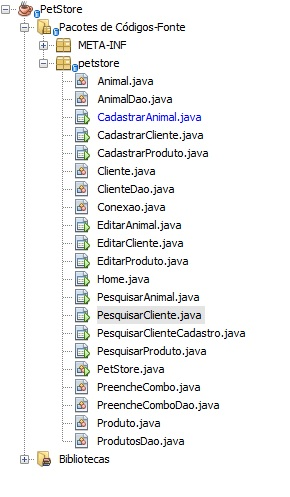 PetStore
Pacotes de Códigos-Fonte
META-INF
petstore
Animal.java
AnimalDao.java
CadastrarAnimal.java
CadastrarCliente.java
CadastrarProduto.java
Cliente.java
ClienteDao.java
Conexao.java
EditarAnimal.java
EditarCliente.java
EditarProduto.java
Home.java
PesquisarAnimal.java
PesquisarCliente.java
PesquisarClienteCadastro.java
PesquisarProduto.java
PetStore.java
PreencheCombo.java
PreencheComboDao.java
Produto.java
ProdutosDao.java
Bibliotecas